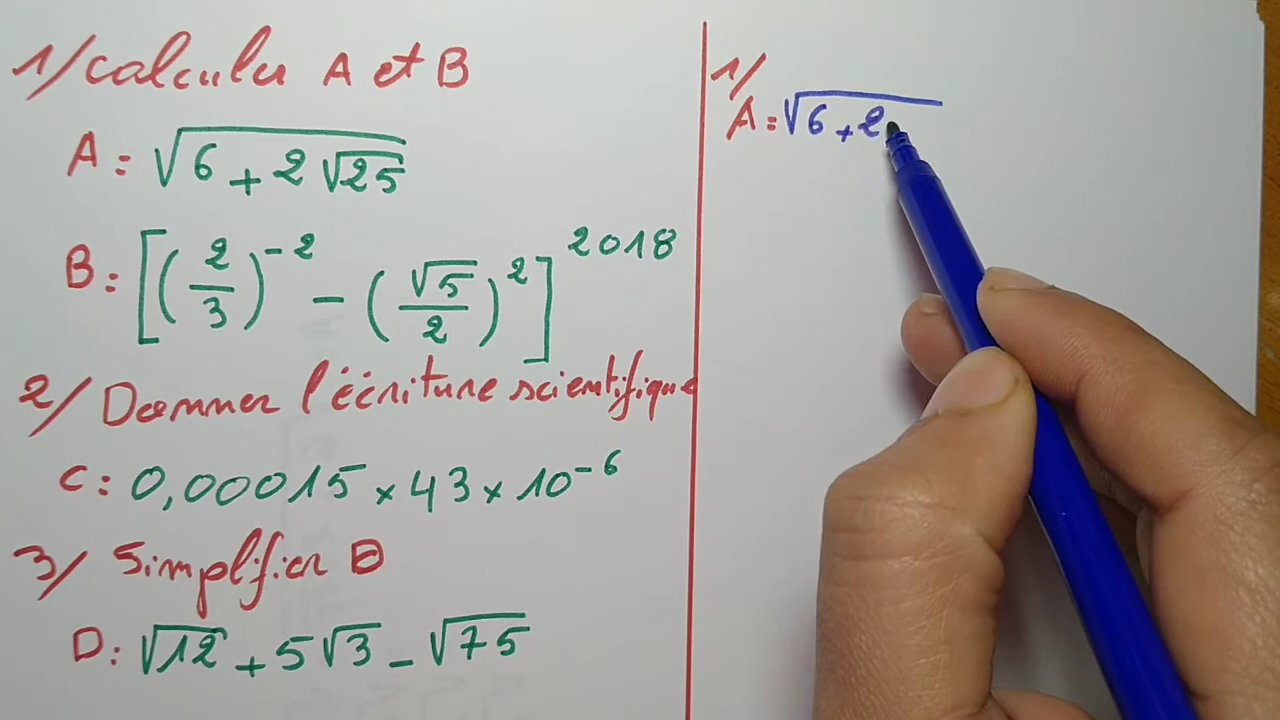 1/ calculer A et B
A = √(6 + 2√25)
B = [(2/3)^-2 - (√5/2)^2]^2018
2/ Donner l'écriture scientifique
C = 0,00015 × 43 × 10^-6
3/ Simplifier D
D = √12 + 5√3 - √75
1/
A = √6 + 2